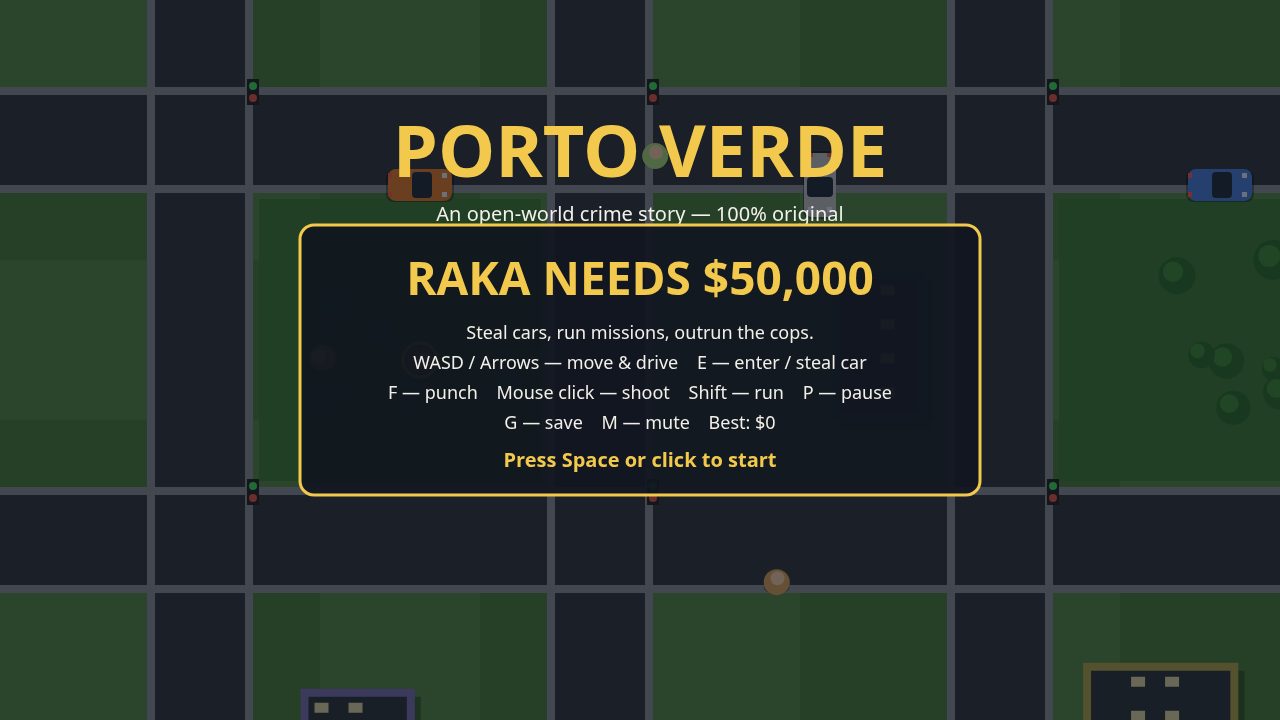 PORTO VERDE
An open-world crime story — 100% original
RAKA NEEDS $50,000
Steal cars, run missions, outrun the cops.
WASD / Arrows — move & drive    E — enter / steal car
F — punch    Mouse click — shoot    Shift — run    P — pause
G — save    M — mute    Best: $0
Press Space or click to start